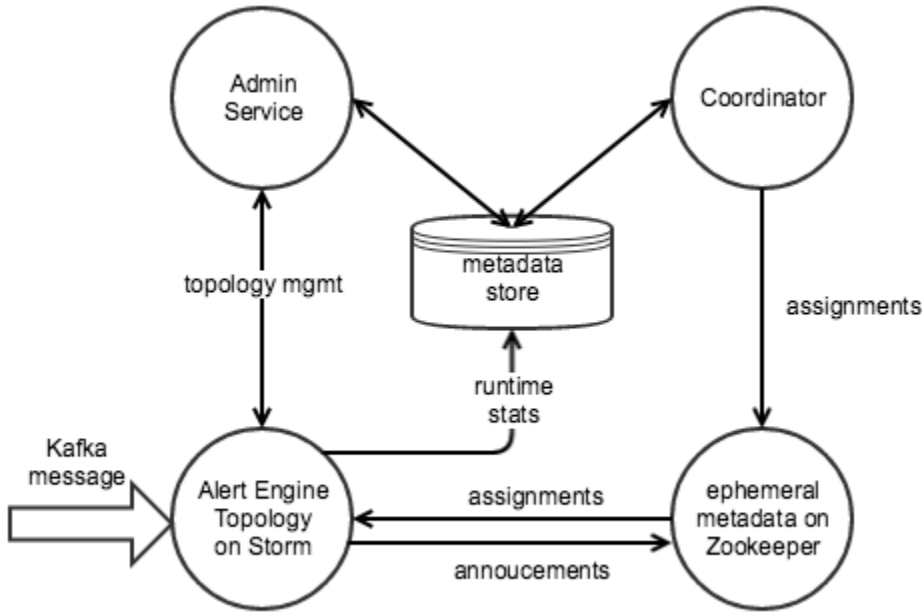 Admin
Service
Coordinator
metadata
store
topology mgmt
assignments
runtime
stats
Kafka
message
Alert Engine
Topology
on Storm
assignments
annoucements
ephemeral
metadata on
Zookeeper